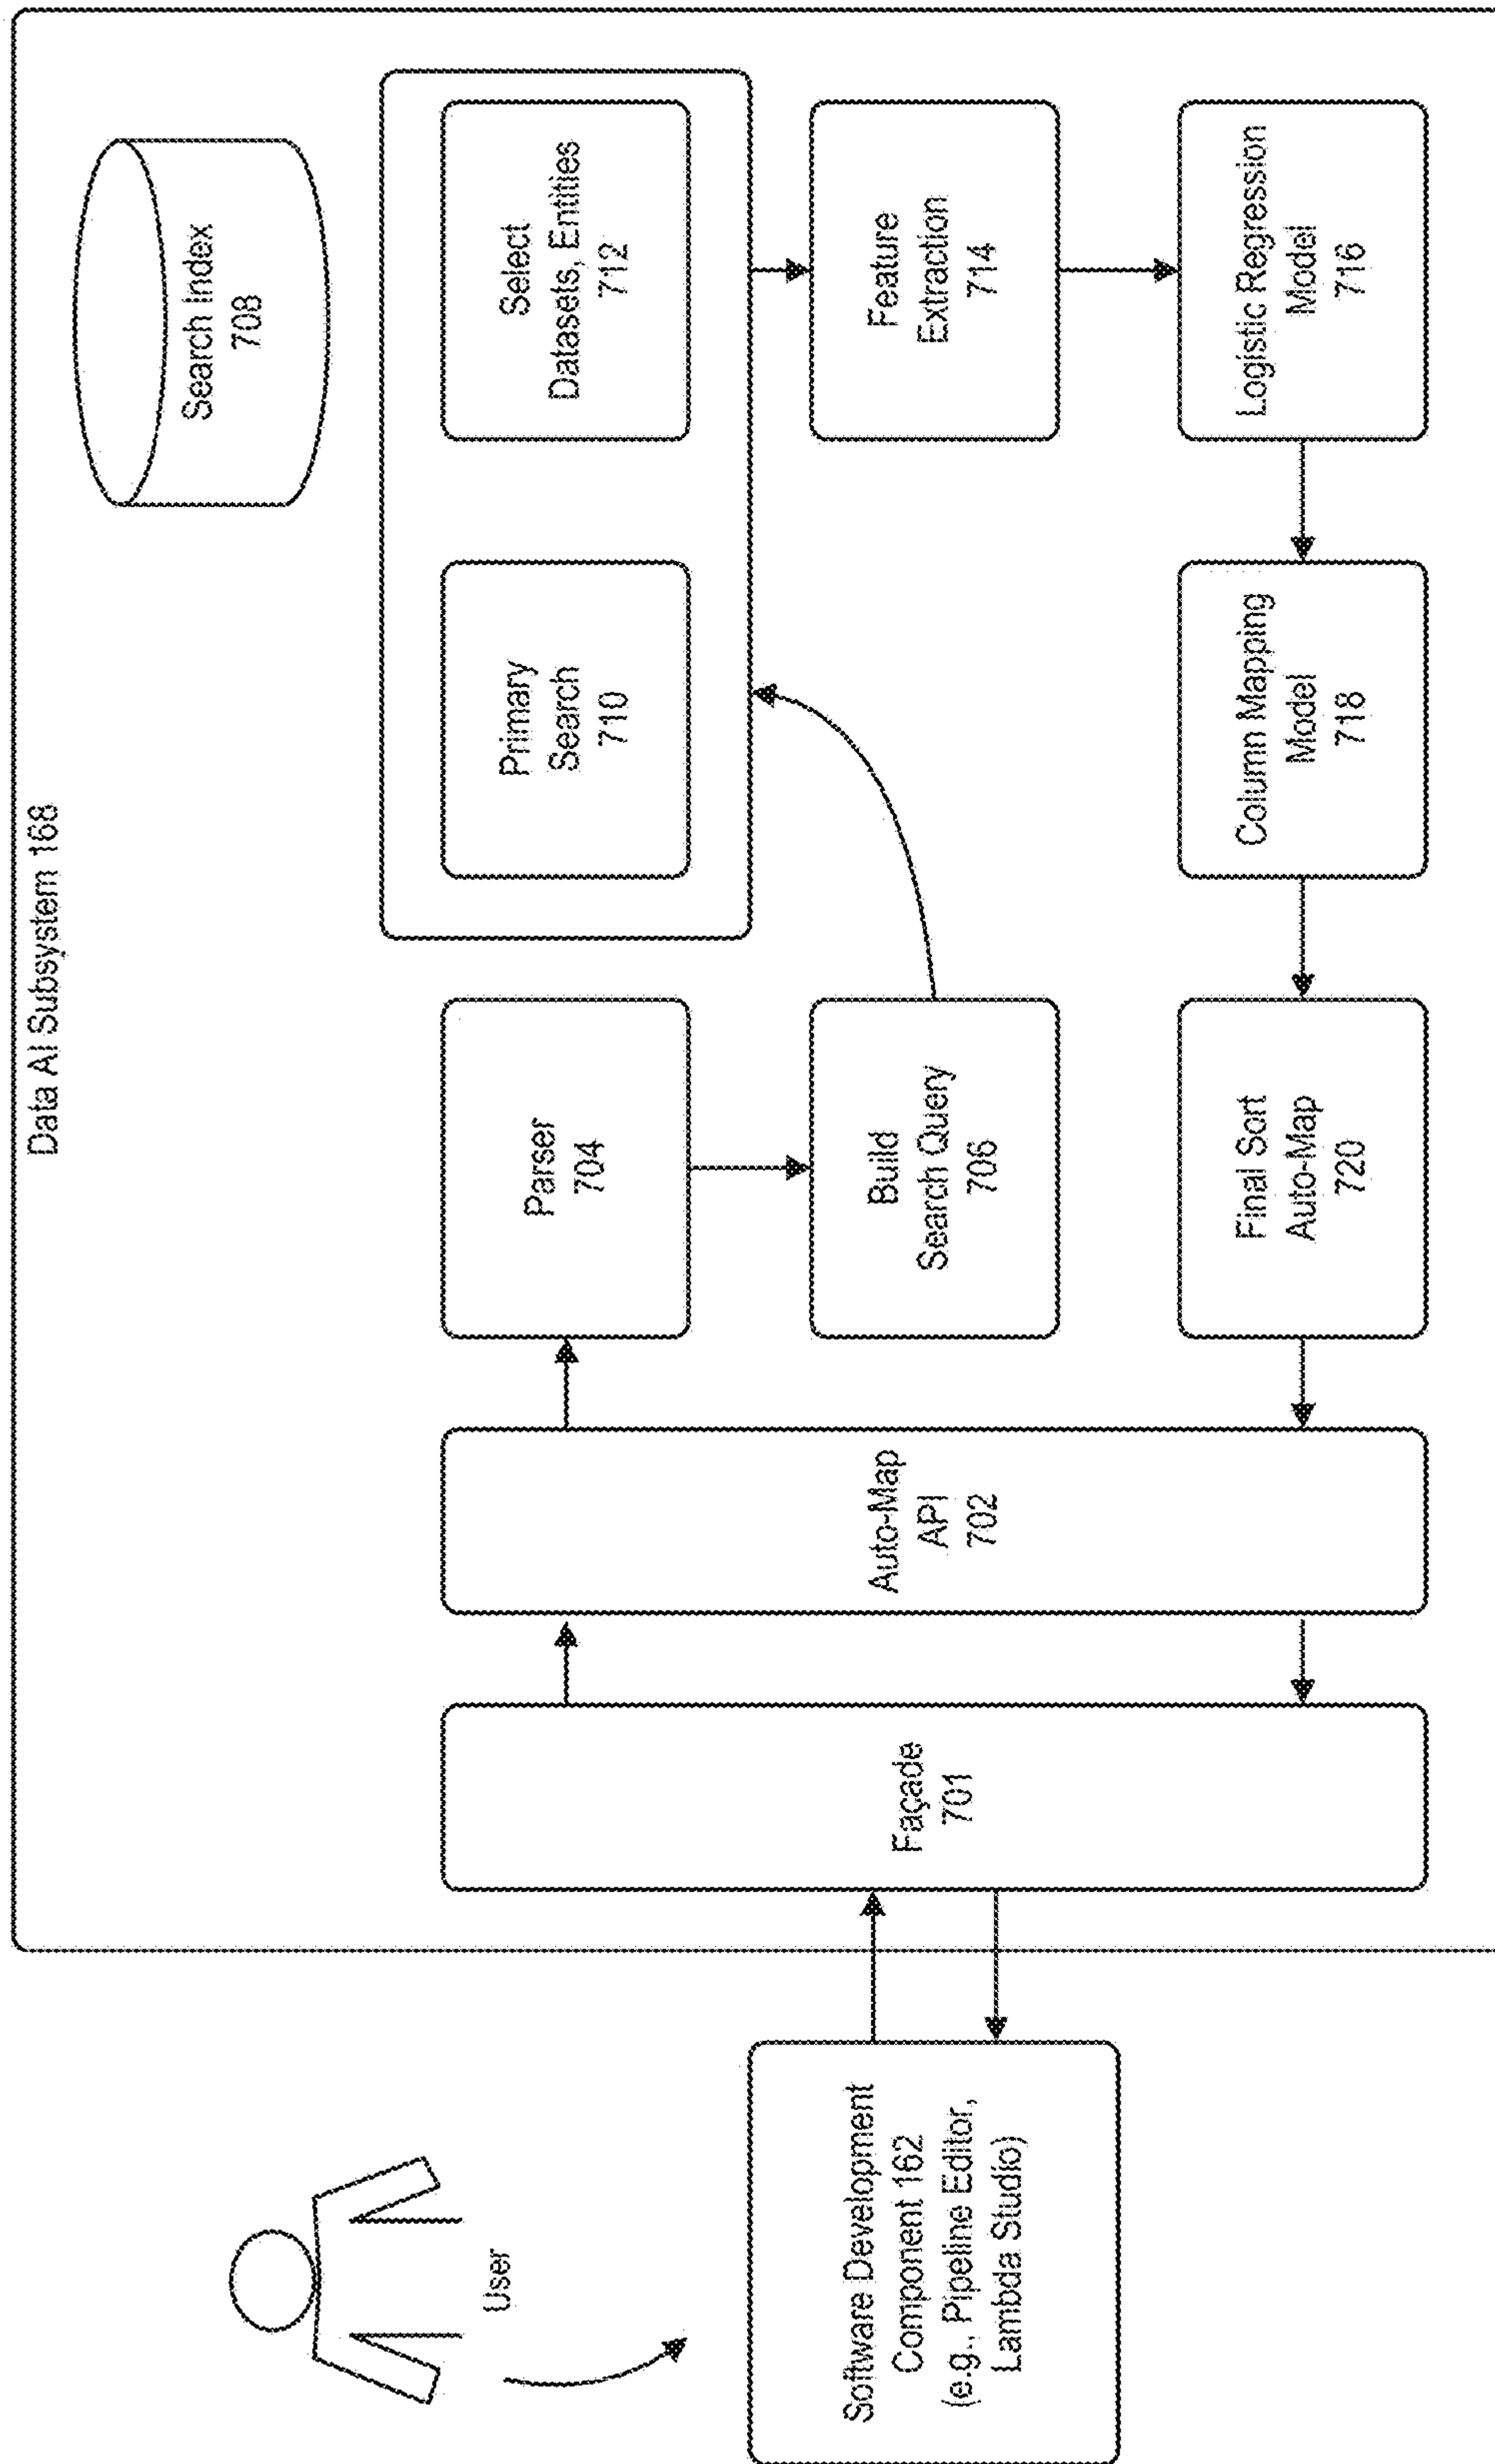 Data AI Subsystem 168
User
Software Development
Component 162
(e.g., Pipeline Editor,
Lambda Studio)
Façade
701
Auto-Map
API
702
Parser
704
Build
Search Query
706
Search Index
708
Primary
Search
710
Select
Datasets, Entities
712
Feature
Extraction
714
Logistic Regression
Model
716
Column Mapping
Model
718
Final Sort
Auto-Map
720